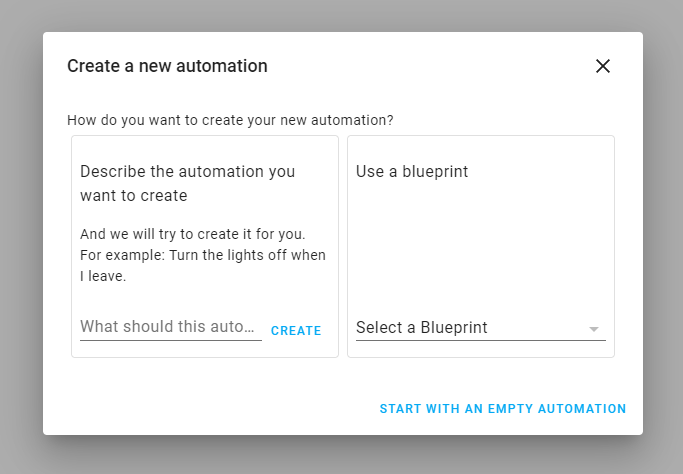 Create a new automation
How do you want to create your new automation?
Describe the automation you
want to create
And we will try to create it for you.
For example: Turn the lights off when
I leave.
What should this auto...
CREATE
Use a blueprint
Select a Blueprint
START WITH AN EMPTY AUTOMATION